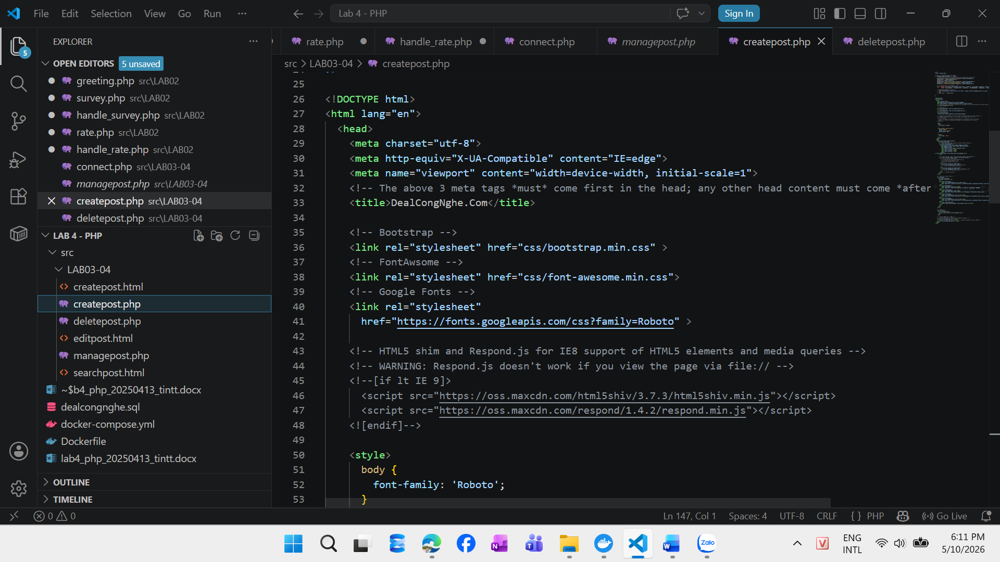 File Edit Selection View Go Run ···
Lab 4 - PHP
Sign In
EXPLORER
5
OPEN EDITORS 5 unsaved
greeting.php src\LAB02
survey.php src\LAB02
handle_survey.php src\LAB02
rate.php src\LAB02
handle_rate.php src\LAB02
connect.php src\LAB03-04
managepost.php src\LAB03-04
createpost.php src\LAB03-04
deletepost.php src\LAB03-04
LAB 4 - PHP
src
LAB03-04
createpost.html
createpost.php
deletepost.php
editpost.html
managepost.php
searchpost.html
~$b4_php_20250413_tintt.docx
dealcongnghe.sql
docker-compose.yml
Dockerfile
lab4_php_20250413_tintt.docx
OUTLINE
TIMELINE
rate.php handle_rate.php connect.php managepost.php createpost.php deletepost.php
src > LAB03-04 > createpost.php
25
26 <!DOCTYPE html>
27 <html lang="en">
28 <head>
29 <meta charset="utf-8">
30 <meta http-equiv="X-UA-Compatible" content="IE=edge">
31 <meta name="viewport" content="width=device-width, initial-scale=1">
32 <!-- The above 3 meta tags *must* come first in the head; any other head content must come *after
33 <title>DealCongNghe.Com</title>
34
35 <!-- Bootstrap -->
36 <link rel="stylesheet" href="css/bootstrap.min.css" >
37 <!-- FontAwsome -->
38 <link rel="stylesheet" href="css/font-awesome.min.css">
39 <!-- Google Fonts -->
40 <link rel="stylesheet"
41 href="https://fonts.googleapis.com/css?family=Roboto" >
42
43 <!-- HTML5 shim and Respond.js for IE8 support of HTML5 elements and media queries -->
44 <!-- WARNING: Respond.js doesn't work if you view the page via file:// -->
45 <!--[if lt IE 9]>
46 <script src="https://oss.maxcdn.com/html5shiv/3.7.3/html5shiv.min.js"></script>
47 <script src="https://oss.maxcdn.com/respond/1.4.2/respond.min.js"></script>
48 <![endif]-->
49
50 <style>
51 body {
52 font-family: 'Roboto';
53 }
0 0
Ln 147, Col 1 Spaces: 4 UTF-8 CRLF { } PHP Go Live
N T W Zalo V
ENG
INTL
6:11 PM
5/10/2026